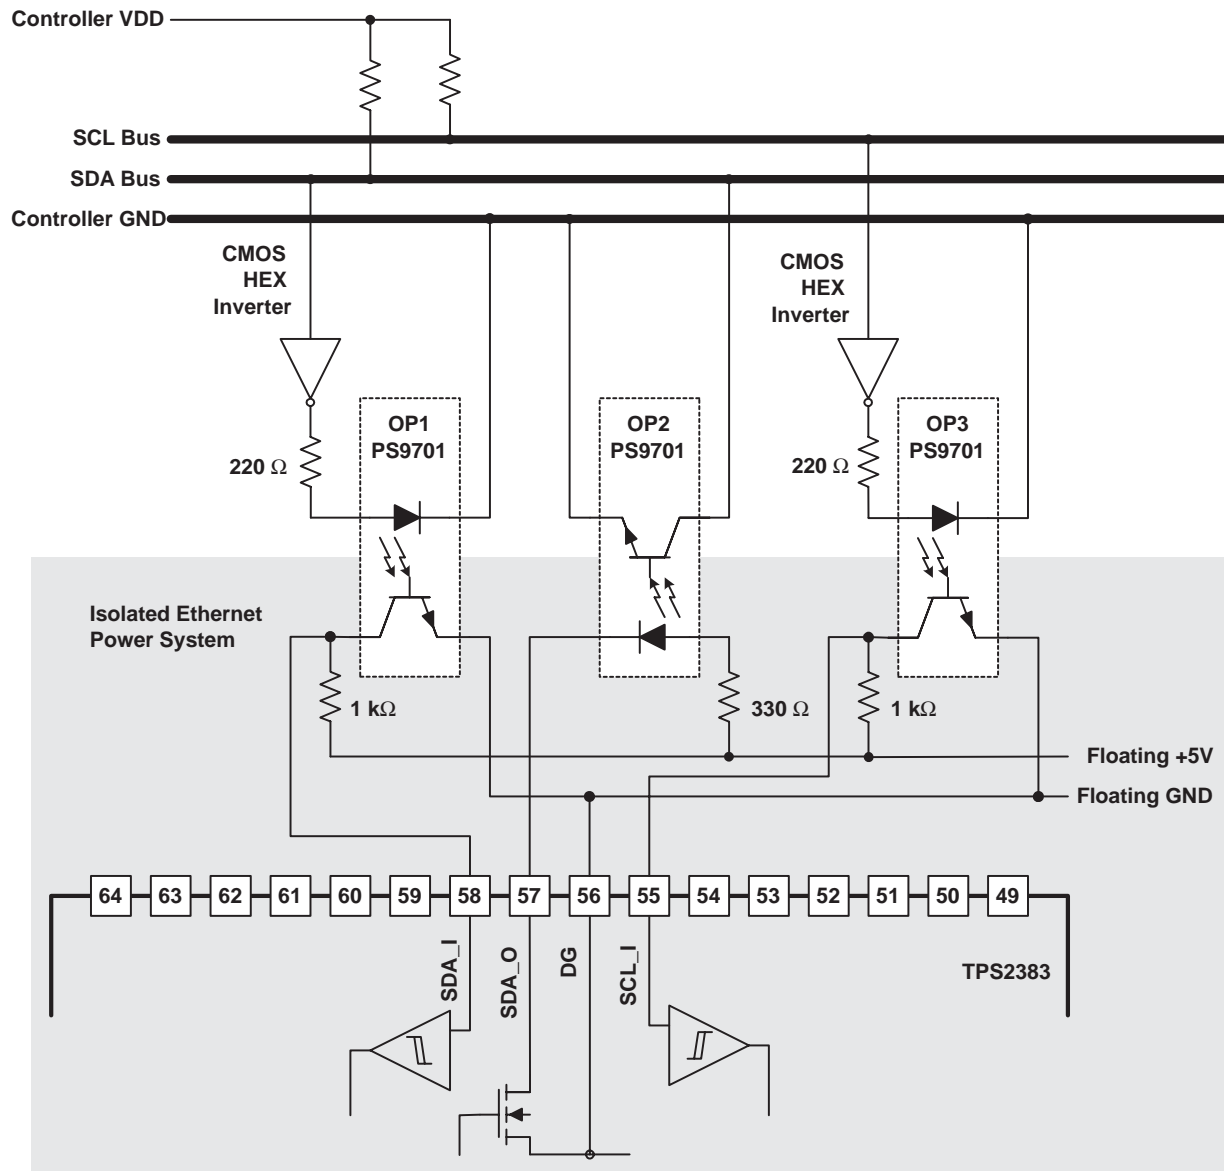 Controller VDD
SCL Bus
SDA Bus
Controller GND
CMOS
HEX
Inverter
CMOS
HEX
Inverter
OP1
PS9701
OP2
PS9701
OP3
PS9701
220 Ω
220 Ω
Isolated Ethernet
Power System
1 kΩ
330 Ω
1 kΩ
Floating +5V
Floating GND
64 63 62 61 60 59 58 57 56 55 54 53 52 51 50 49
SDA_I
SDA_O
DG
SCL_I
TPS2383